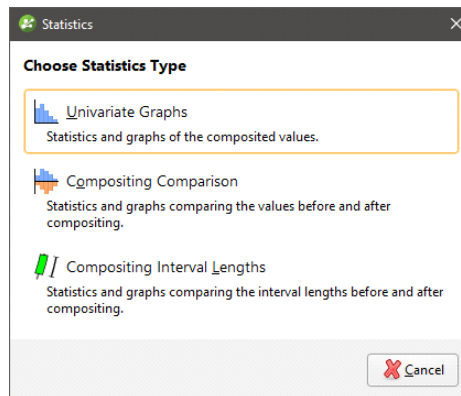 Statistics
Choose Statistics Type
Univariate Graphs
Statistics and graphs of the composited values.
Compositing Comparison
Statistics and graphs comparing the values before and after
compositing.
Compositing Interval Lengths
Statistics and graphs comparing the interval lengths before and after
compositing.
Cancel